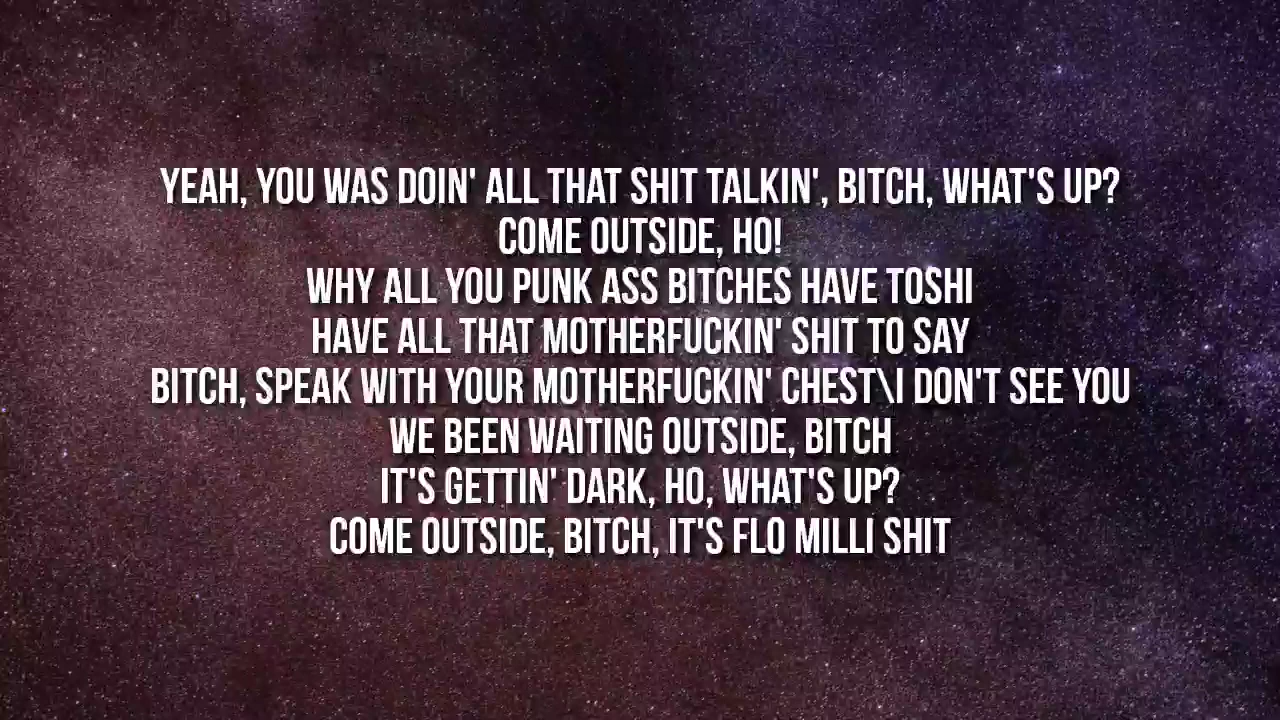 YEAH, YOU WAS DOIN' ALL THAT SHIT TALKIN', BITCH, WHAT'S UP?
COME OUTSIDE, HO!
WHY ALL YOU PUNK ASS BITCHES HAVE TOSHI
HAVE ALL THAT MOTHERFUCKIN' SHIT TO SAY
BITCH, SPEAK WITH YOUR MOTHERFUCKIN' CHEST\I DON'T SEE YOU
WE BEEN WAITING OUTSIDE, BITCH
IT'S GETTIN' DARK, HO, WHAT'S UP?
COME OUTSIDE, BITCH, IT'S FLO MILLI SHIT